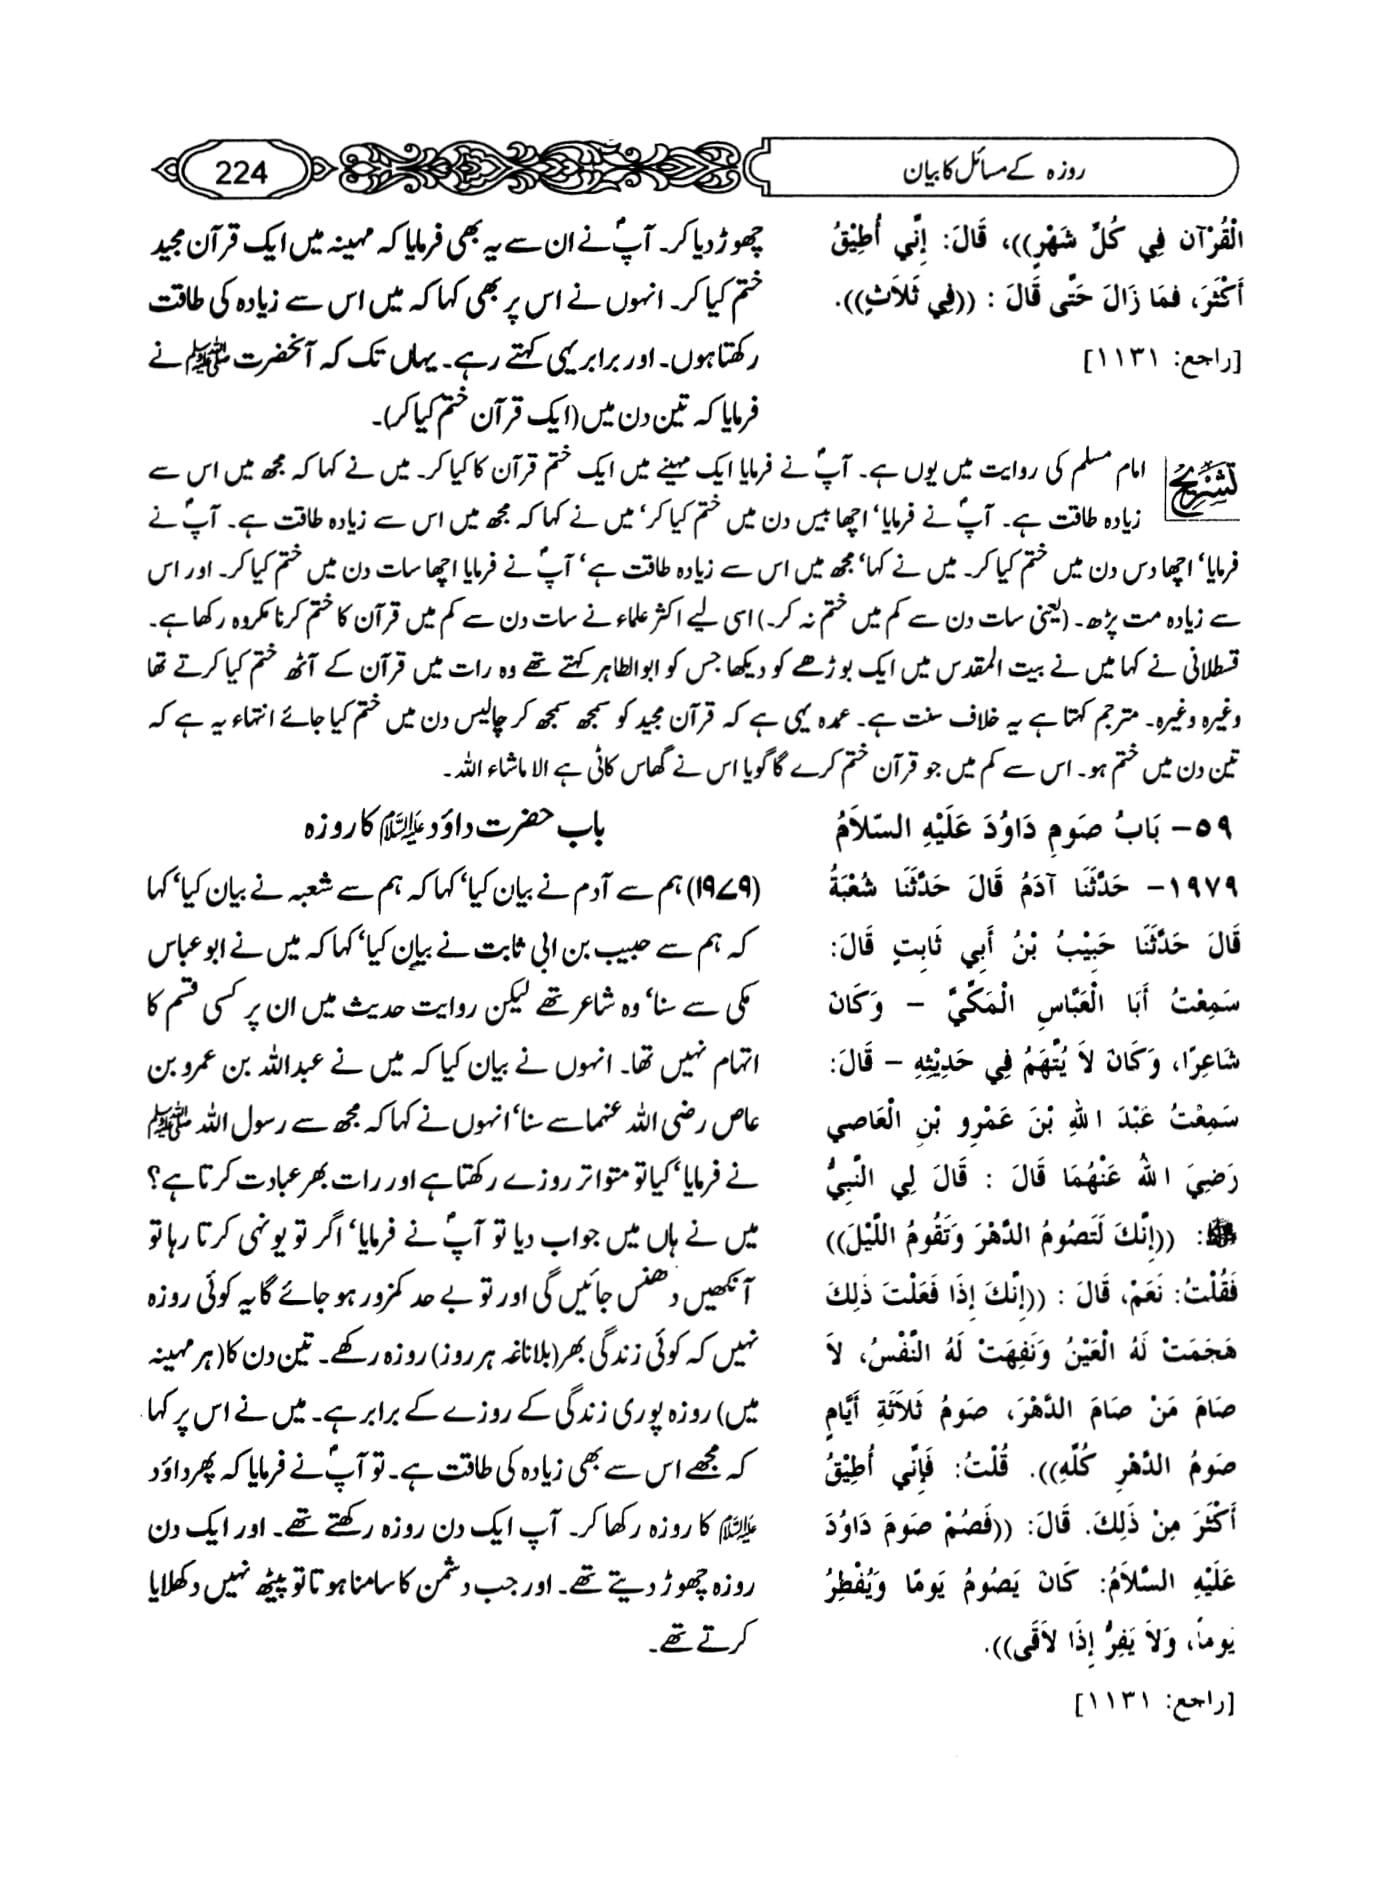 روزہ کے مسائل کا بیان
224
الْقُرْآنَ فِي كُلِّ شَهْرٍ))، قَالَ: إِنِّي أُطِيْقُ
أَكْثَرَ، فَمَا زَالَ حَتَّى قَالَ : ((فِي ثَلاَثٍ)).
[راجع: ١١٣١]
چھوڑ دیا کر۔ آپؐ نے ان سے یہ بھی فرمایا کہ مہینہ میں ایک قرآن مجید
ختم کیا کر۔ انہوں نے اس پر بھی کہا کہ میں اس سے زیادہ کی طاقت
رکھتا ہوں۔ اور برابر یہی کہتے رہے۔ یہاں تک کہ آنحضرت ﷺ نے
فرمایا کہ تین دن میں (ایک قرآن ختم کیا کر)۔
تشریح امام مسلم کی روایت میں یوں ہے۔ آپؐ نے فرمایا ایک مہینے میں ایک ختم قرآن کا کیا کر۔ میں نے کہا کہ مجھ میں اس سے
زیادہ طاقت ہے۔ آپؐ نے فرمایا‘ اچھا بیس دن میں ختم کیا کر‘ میں نے کہا کہ مجھ میں اس سے زیادہ طاقت ہے۔ آپؐ نے
فرمایا‘ اچھا دس دن میں ختم کیا کر۔ میں نے کہا‘ مجھ میں اس سے زیادہ طاقت ہے‘ آپؐ نے فرمایا اچھا سات دن میں ختم کیا کر۔ اور اس
سے زیادہ مت پڑھ۔ (یعنی سات دن سے کم میں ختم نہ کر۔) اسی لیے اکثر علماء نے سات دن سے کم میں قرآن کا ختم کرنا مکروہ رکھا ہے۔
قسطلانی نے کہا میں نے بیت المقدس میں ایک بوڑھے کو دیکھا جس کو ابوالطاہر کہتے تھے وہ رات میں قرآن کے آٹھ ختم کیا کرتے تھا
وغیرہ وغیرہ۔ مترجم کہتا ہے یہ خلاف سنت ہے۔ عمدہ یہی ہے کہ قرآن مجید کو سمجھ سمجھ کر چالیس دن میں ختم کیا جائے انتہاء یہ ہے کہ
تین دن میں ختم ہو۔ اس سے کم میں جو قرآن ختم کرے گا گویا اس نے گھاس کاٹی ہے الا ماشاء اللہ۔
٥٩– بَابُ صَومِ دَاوُدَ عَلَيْهِ السَّلاَمُ
١٩٧٩– حَدَّثَنَا آدَمُ قَالَ حَدَّثَنَا شُعْبَةُ
قَالَ حَدَّثَنَا حَبِيْبُ بْنُ أَبِي ثَابِتٍ قَالَ:
سَمِعْتُ أَبَا الْعَبَّاسِ الْمَكِّيَّ – وَكَانَ
شَاعِرًا، وَكَانَ لاَ يُتَّهَمُ فِي حَدِيْثِهِ – قَالَ:
سَمِعْتُ عَبْدَ اللهِ بْنَ عَمْرِو بْنِ الْعَاصِي
رَضِيَ اللهُ عَنْهُمَا قَالَ : قَالَ لِي النَّبِيُّ
ﷺ: ((إِنَّكَ لَتَصُومُ الدَّهْرَ وَتَقُومُ اللَّيْلَ))
فَقُلْتُ: نَعَمْ، قَالَ : ((إِنَّكَ إِذَا فَعَلْتَ ذَلِكَ
هَجَمَتْ لَهُ الْعَيْنُ وَنَفِهَتْ لَهُ النَّفْسُ، لاَ
صَامَ مَنْ صَامَ الدَّهْرَ، صَومُ ثَلاَثَةِ أَيَّامٍ
صَومُ الدَّهْرِ كُلِّهِ)). قُلْتُ: فَإِنِّي أُطِيْقُ
أَكْثَرَ مِنْ ذَلِكَ. قَالَ: ((فَصُمْ صَومَ دَاوُدَ
عَلَيْهِ السَّلاَمُ: كَانَ يَصُومُ يَومًا وَيُفْطِرُ
يَوماً، وَلاَ يَفِرُّ إِذَا لاَقَى)).
[راجع: ١١٣١]
باب حضرت داؤد علیہ السلام کا روزہ
(۱۹۷۹) ہم سے آدم نے بیان کیا‘ کہا کہ ہم سے شعبہ نے بیان کیا‘ کہا
کہ ہم سے حبیب بن ابی ثابت نے بیان کیا‘ کہا کہ میں نے ابو عباس
مکی سے سنا‘ وہ شاعر تھے لیکن روایت حدیث میں ان پر کسی قسم کا
اتہام نہیں تھا۔ انہوں نے بیان کیا کہ میں نے عبداللہ بن عمرو بن
عاص رضی اللہ عنہما سے سنا‘ انہوں نے کہا کہ مجھ سے رسول اللہ ﷺ
نے فرمایا‘ کیا تو متواتر روزے رکھتا ہے اور رات بھر عبادت کرتا ہے؟
میں نے ہاں میں جواب دیا تو آپؐ نے فرمایا‘ اگر تو یونہی کرتا رہا تو
آنکھیں دھنس جائیں گی اور تو بے حد کمزور ہو جائے گا یہ کوئی روزہ
نہیں کہ کوئی زندگی بھر (بلاناغہ ہر روز) روزہ رکھے۔ تین دن کا (ہر مہینہ
میں) روزہ پوری زندگی کے روزے کے برابر ہے۔ میں نے اس پر کہا
کہ مجھے اس سے بھی زیادہ کی طاقت ہے۔ تو آپؐ نے فرمایا کہ پھر داؤد
علیہ السلام کا روزہ رکھا کر۔ آپ ایک دن روزہ رکھتے تھے۔ اور ایک دن
روزہ چھوڑ دیتے تھے۔ اور جب دشمن کا سامنا ہوتا تو پیٹھ نہیں دکھلایا
کرتے تھے۔